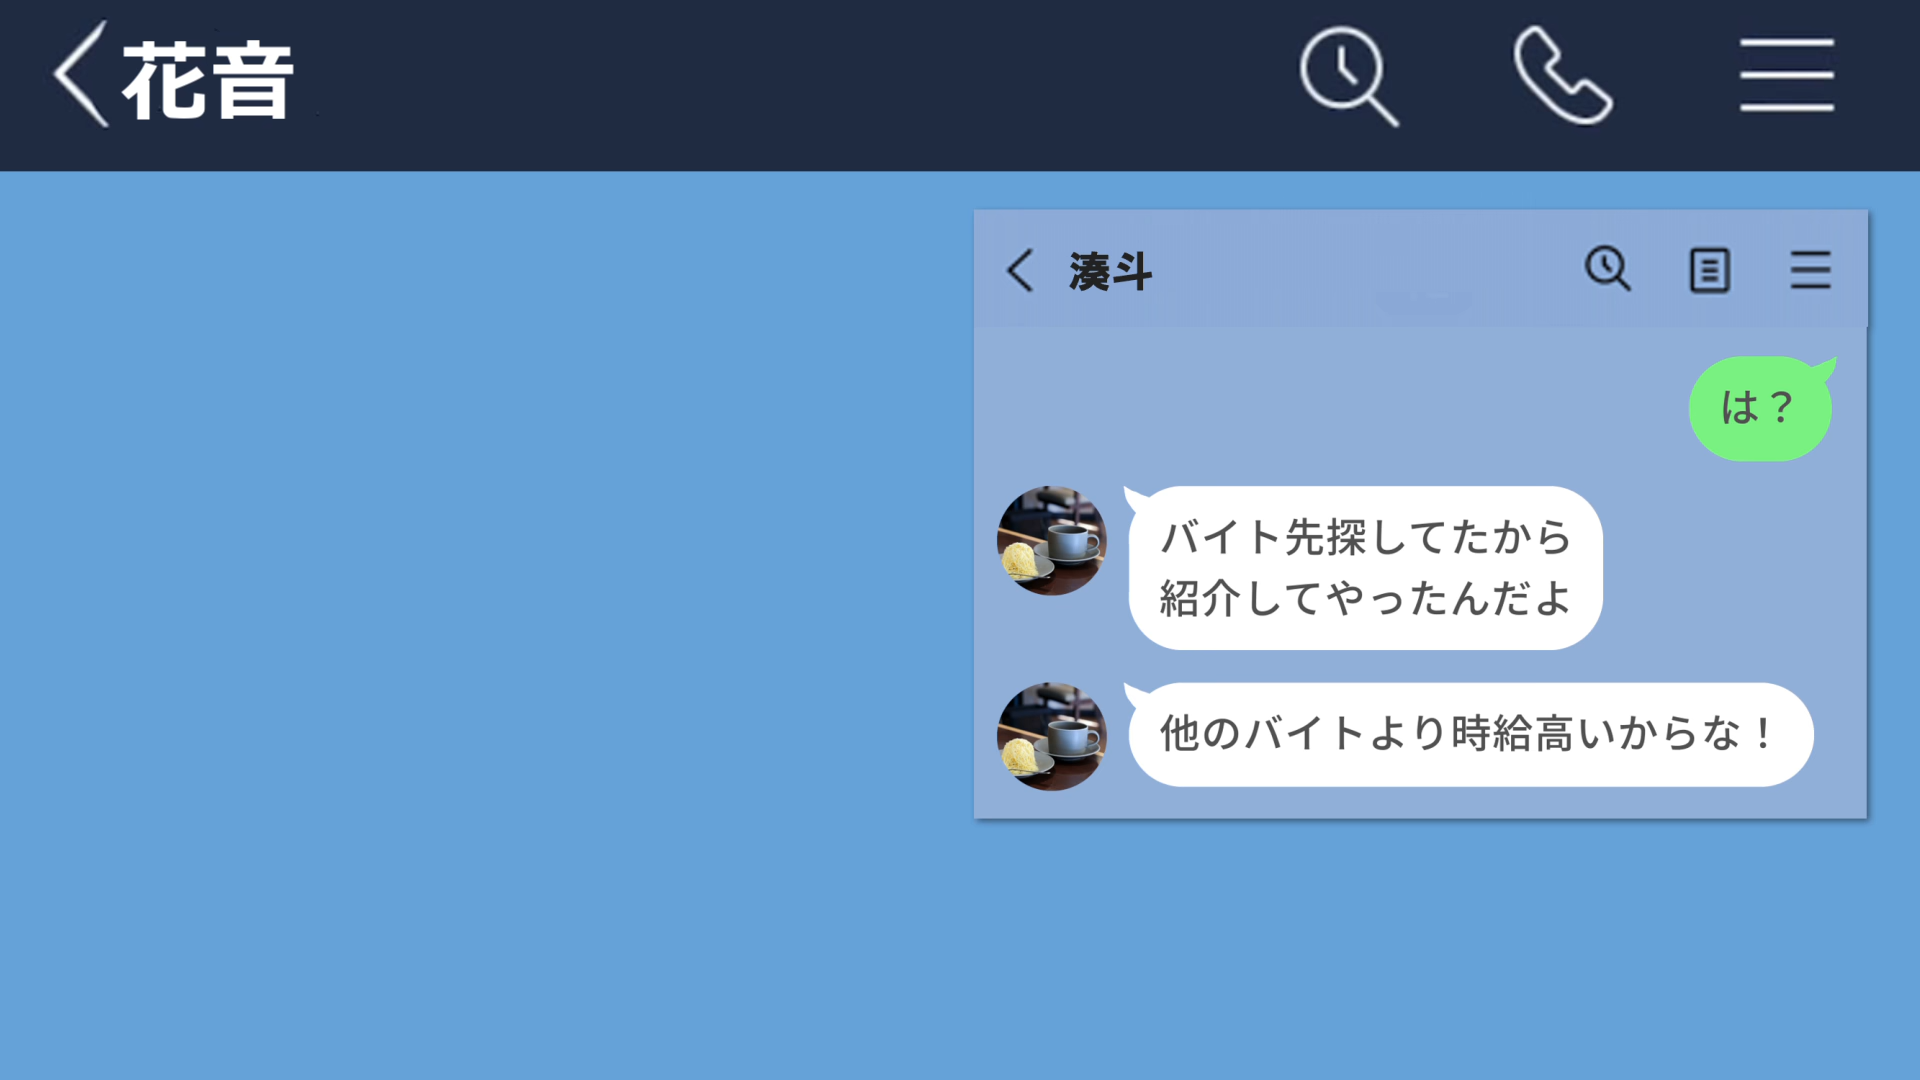 花音
湊斗
は？
バイト先探してたから
紹介してやったんだよ
他のバイトより時給高いからな！